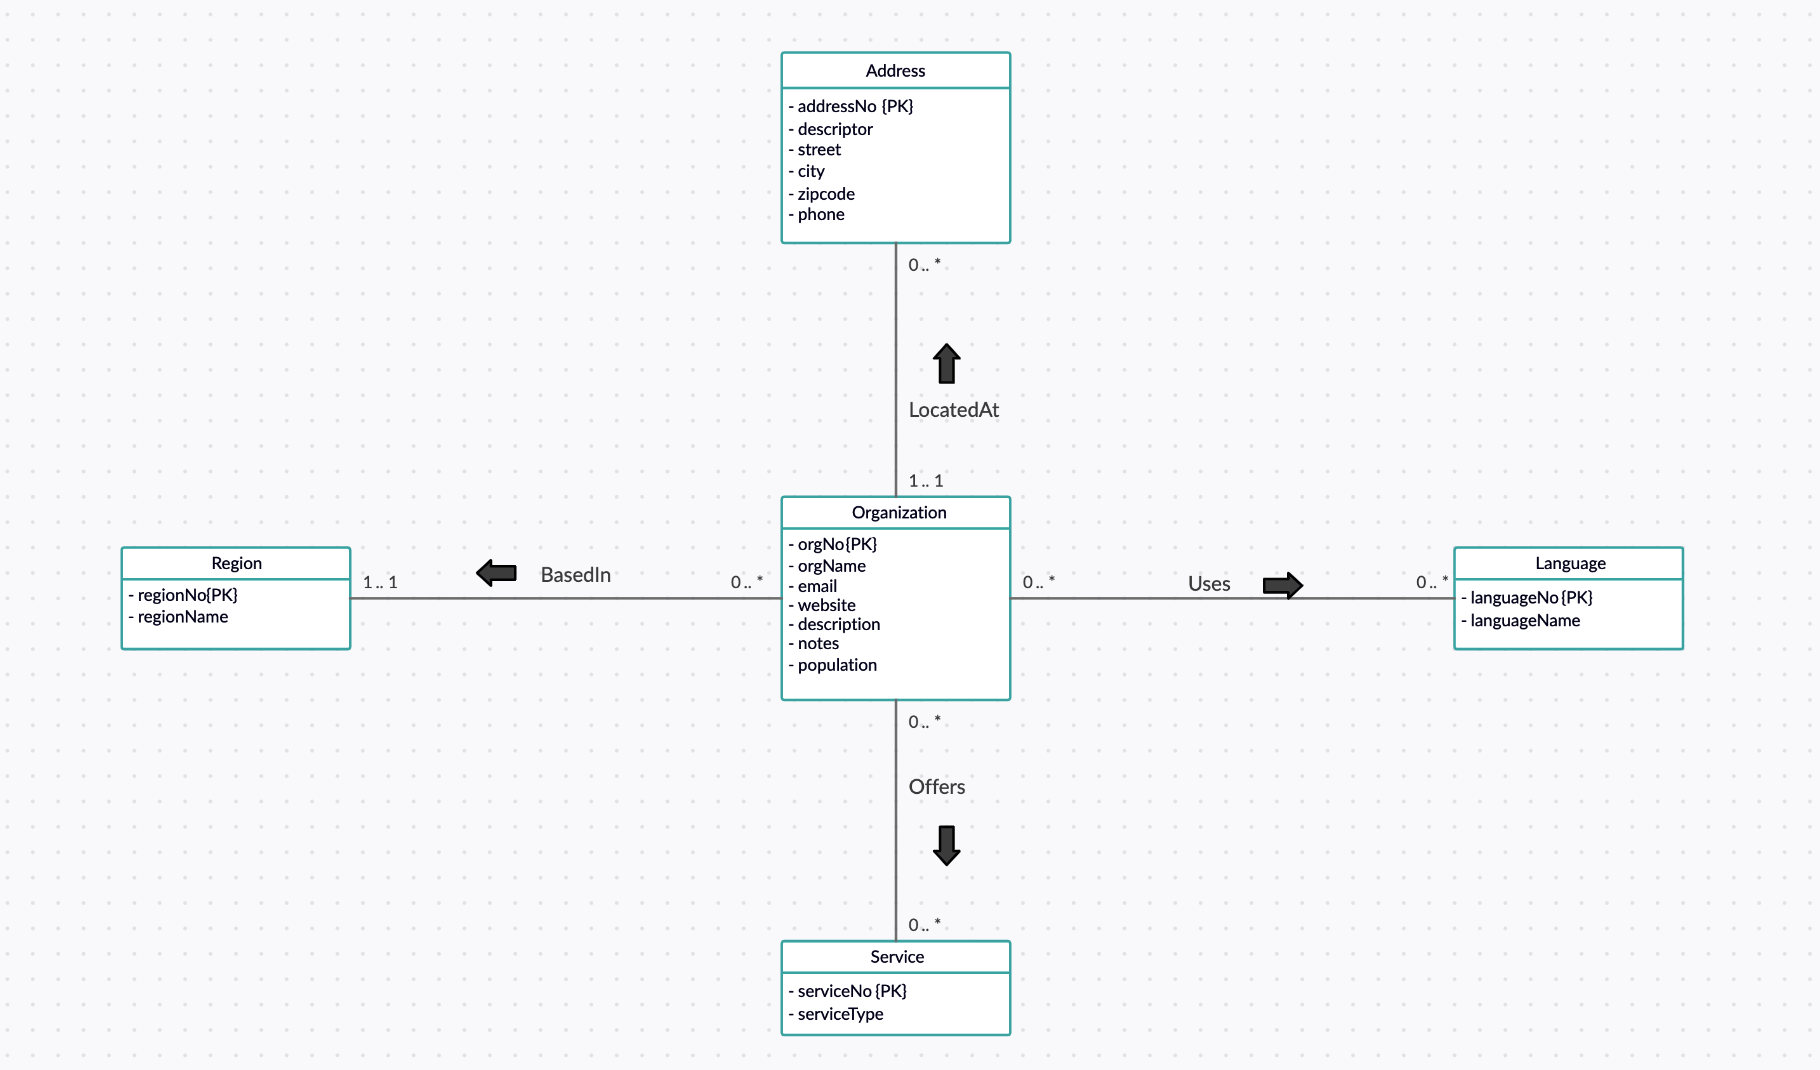 Address
- addressNo {PK}
- descriptor
- street
- city
- zipcode
- phone
0.. *
LocatedAt
1.. 1
Region
- regionNo{PK}
- regionName
1.. 1
BasedIn
0.. *
Organization
- orgNo{PK}
- orgName
- email
- website
- description
- notes
- population
0.. *
Uses
0.. *
Language
- languageNo {PK}
- languageName
0.. *
Offers
0.. *
Service
- serviceNo {PK}
- serviceType